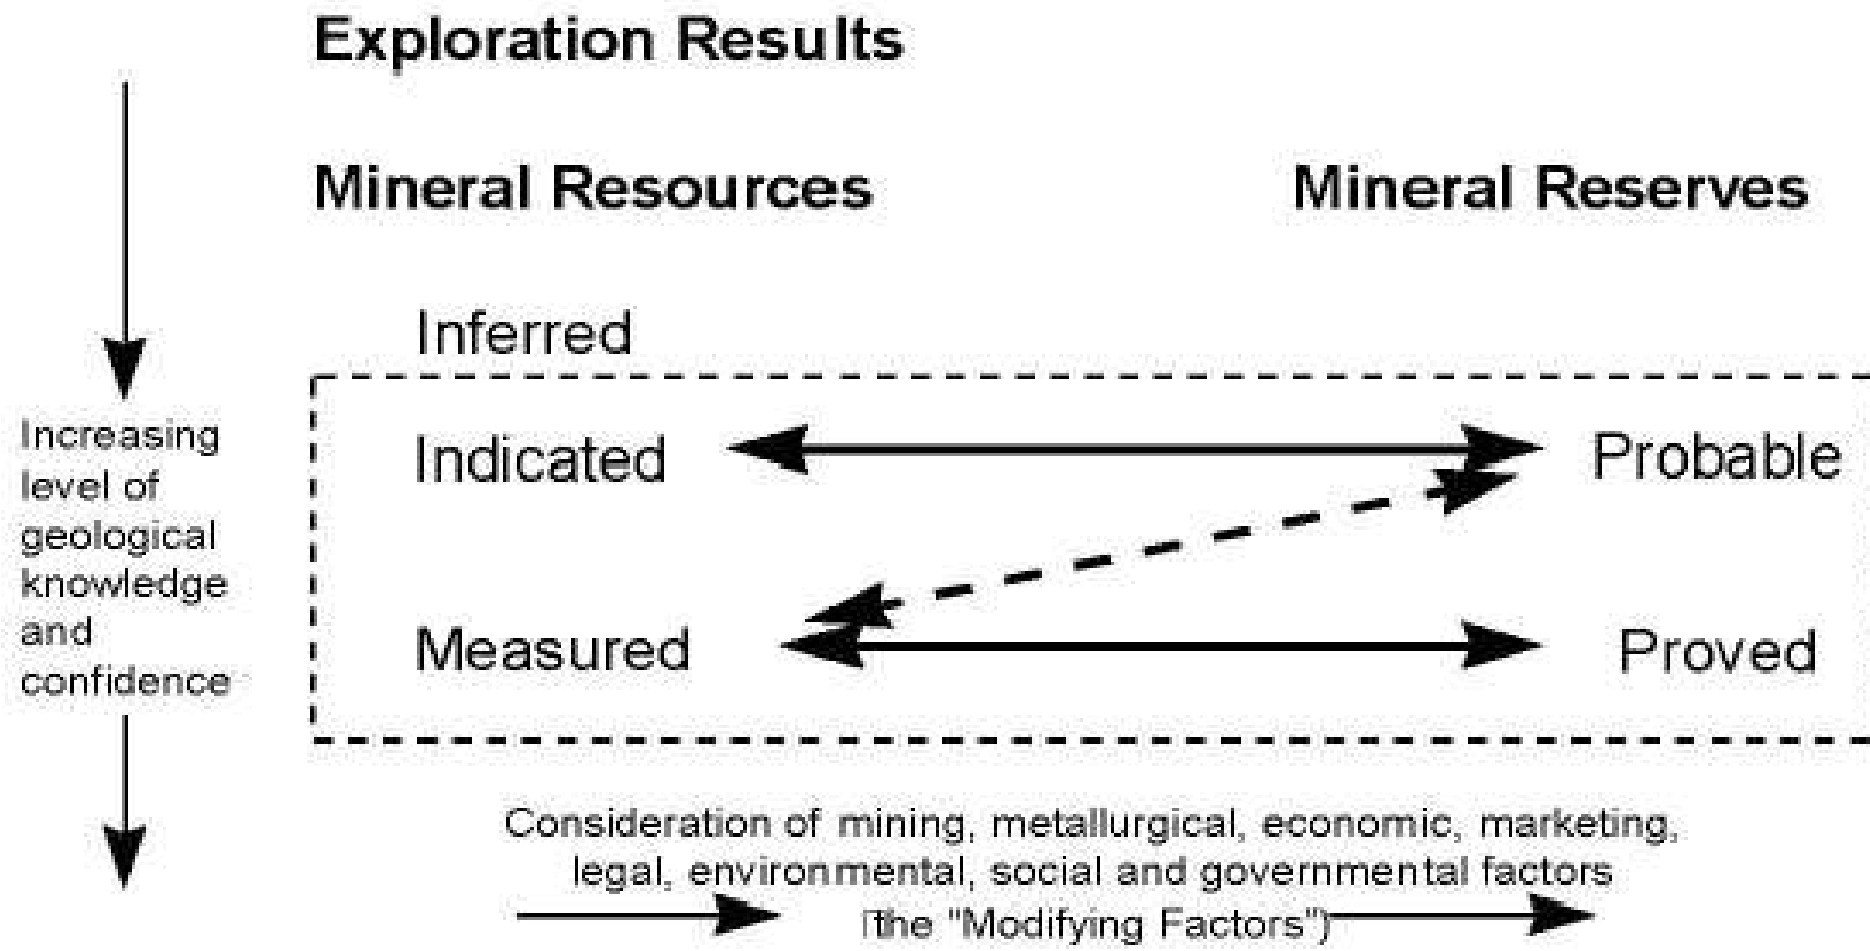 Exploration Results
Mineral Resources
Mineral Reserves
Inferred
Indicated
Probable
Measured
Proved
Increasing
level of
geological
knowledge
and
confidence
Consideration of mining, metallurgical, economic, marketing,
legal, environmental, social and governmental factors
(the "Modifying Factors")